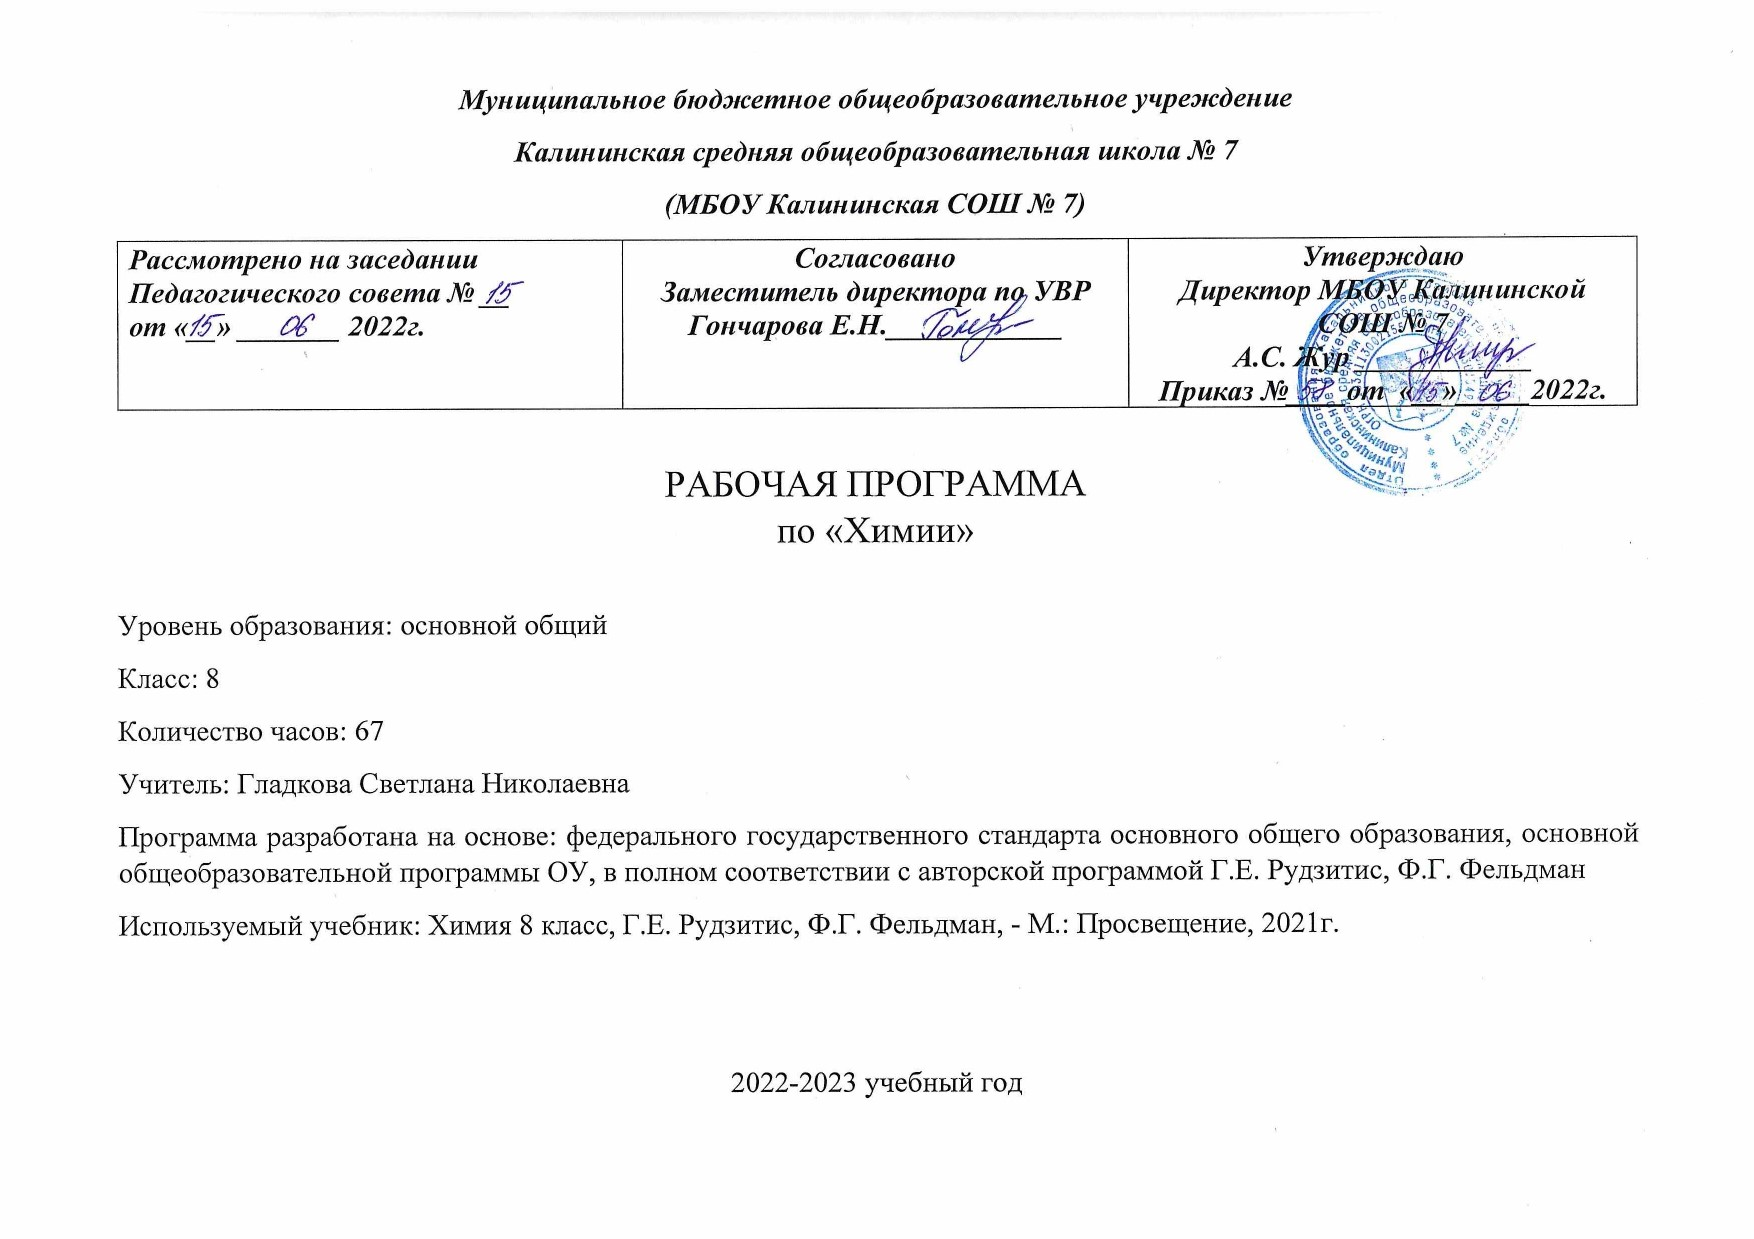 Муниципальное бюджетное общеобразовательное учреждение
Калининская средняя общеобразовательная школа № 7
(МБОУ Калининская СОШ № 7)
Рассмотрено на заседании
Педагогического совета № 15
от «15» 06 2022г.
Согласовано
Заместитель директора по УВР
Гончарова Е.Н.
Утверждаю
Директор МБОУ Калининской
СОШ № 7
А.С. Жур
Приказ № от «15» 06 2022г.
РАБОЧАЯ ПРОГРАММА
по «Химии»
Уровень образования: основной общий
Класс: 8
Количество часов: 67
Учитель: Гладкова Светлана Николаевна
Программа разработана на основе: федерального государственного стандарта основного общего образования, основной
общеобразовательной программы ОУ, в полном соответствии с авторской программой Г.Е. Рудзитис, Ф.Г. Фельдман
Используемый учебник: Химия 8 класс, Г.Е. Рудзитис, Ф.Г. Фельдман, - М.: Просвещение, 2021г.
2022-2023 учебный год